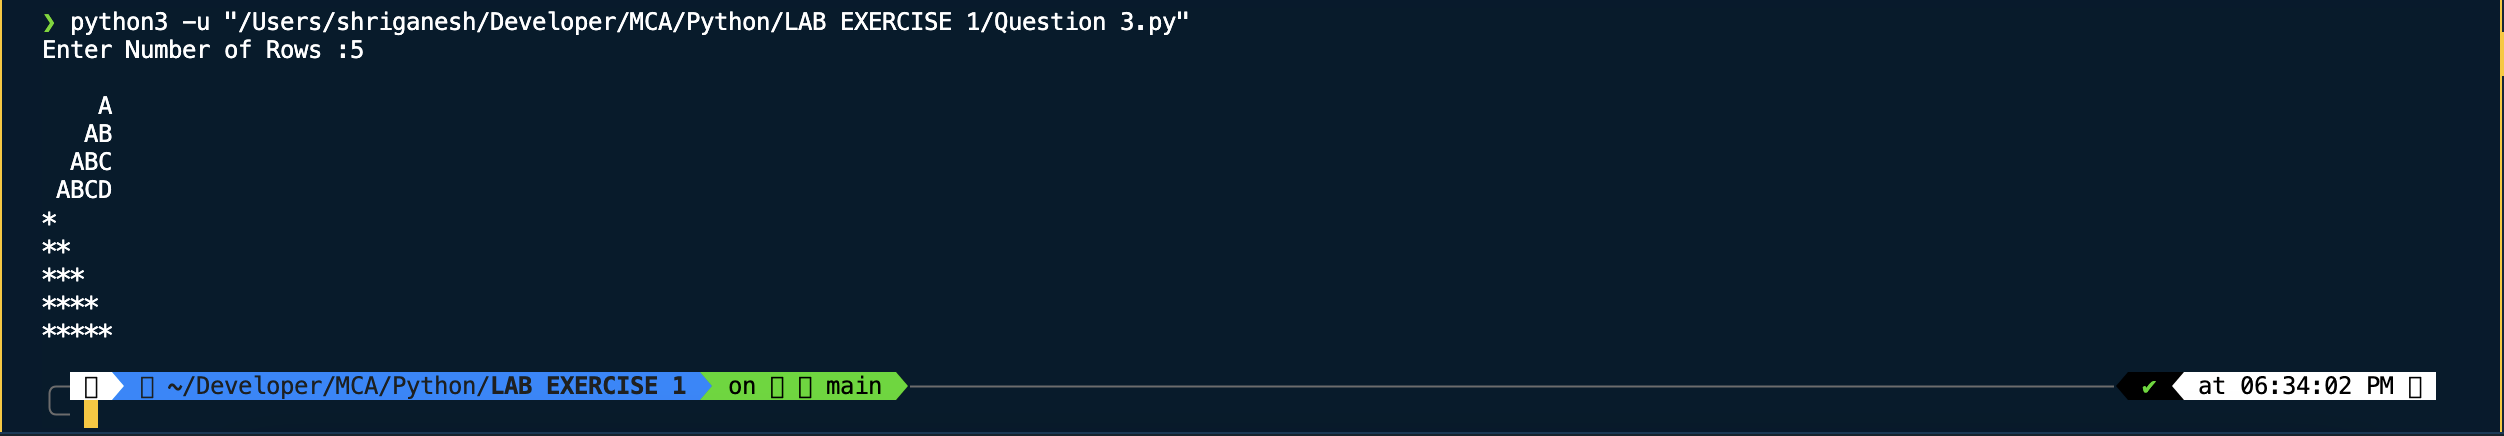 ❯ python3 -u "/Users/shriganesh/Developer/MCA/Python/LAB EXERCISE 1/Question 3.py"
Enter Number of Rows :5

    A
   AB
  ABC
 ABCD
*
**
***
****
*****

~/Developer/MCA/Python/LAB EXERCISE 1 on main ✔ at 06:34:02 PM